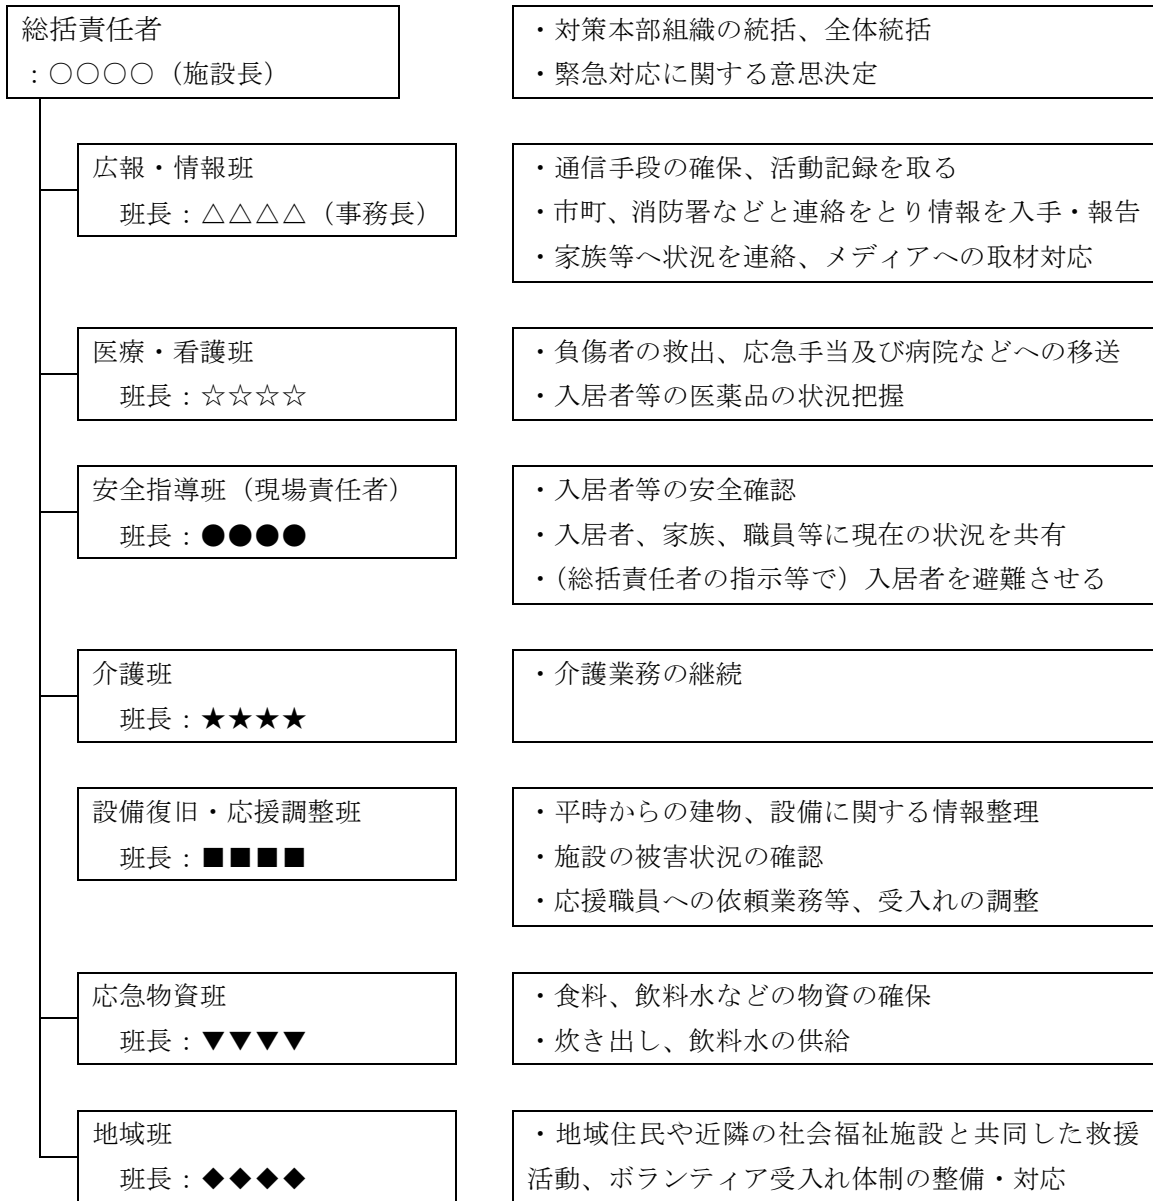 総括責任者
：○○○○（施設長）
・対策本部組織の統括、全体統括
・緊急対応に関する意思決定
広報・情報班
班長：△△△△（事務長）
・通信手段の確保、活動記録を取る
・市町、消防署などと連絡をとり情報を入手・報告
・家族等へ状況を連絡、メディアへの取材対応
医療・看護班
班長：☆☆☆☆
・負傷者の救出、応急手当及び病院などへの移送
・入居者等の医薬品の状況把握
安全指導班（現場責任者）
班長：●●●●
・入居者等の安全確認
・入居者、家族、職員等に現在の状況を共有
・（総括責任者の指示等で）入居者を避難させる
介護班
班長：★★★★
・介護業務の継続
設備復旧・応援調整班
班長：■■■■
・平時からの建物、設備に関する情報整理
・施設の被害状況の確認
・応援職員への依頼業務等、受入れの調整
応急物資班
班長：▼▼▼▼
・食料、飲料水などの物資の確保
・炊き出し、飲料水の供給
地域班
班長：◆◆◆◆
・地域住民や近隣の社会福祉施設と共同した救援
活動、ボランティア受入れ体制の整備・対応